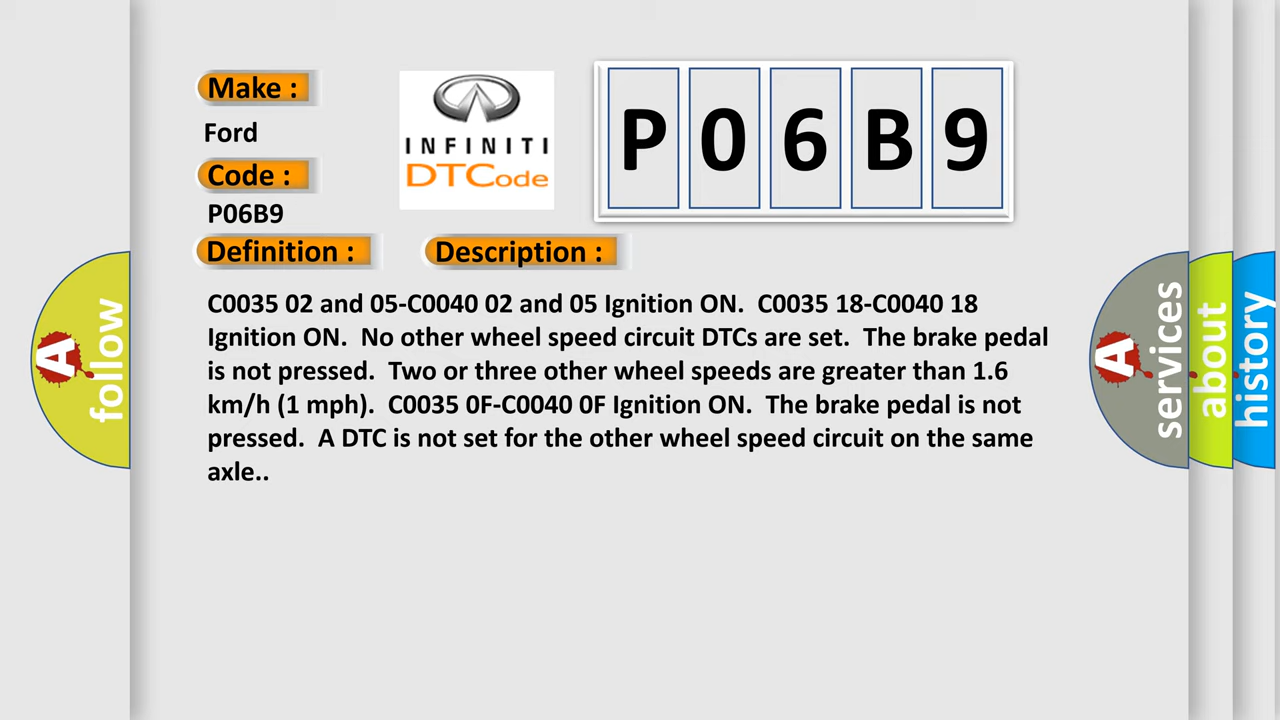 Make :
Ford
Code :
P06B9
INFINITI
DTCode
P06B9
Definition :
Description :
C0035 02 and 05-C0040 02 and 05 Ignition ON.  C0035 18-C0040 18
Ignition ON.  No other wheel speed circuit DTCs are set.  The brake pedal
is not pressed.  Two or three other wheel speeds are greater than 1.6
km/h (1 mph).  C0035 0F-C0040 0F Ignition ON.  The brake pedal is not
pressed.  A DTC is not set for the other wheel speed circuit on the same
axle..
A follow
A services
about
history